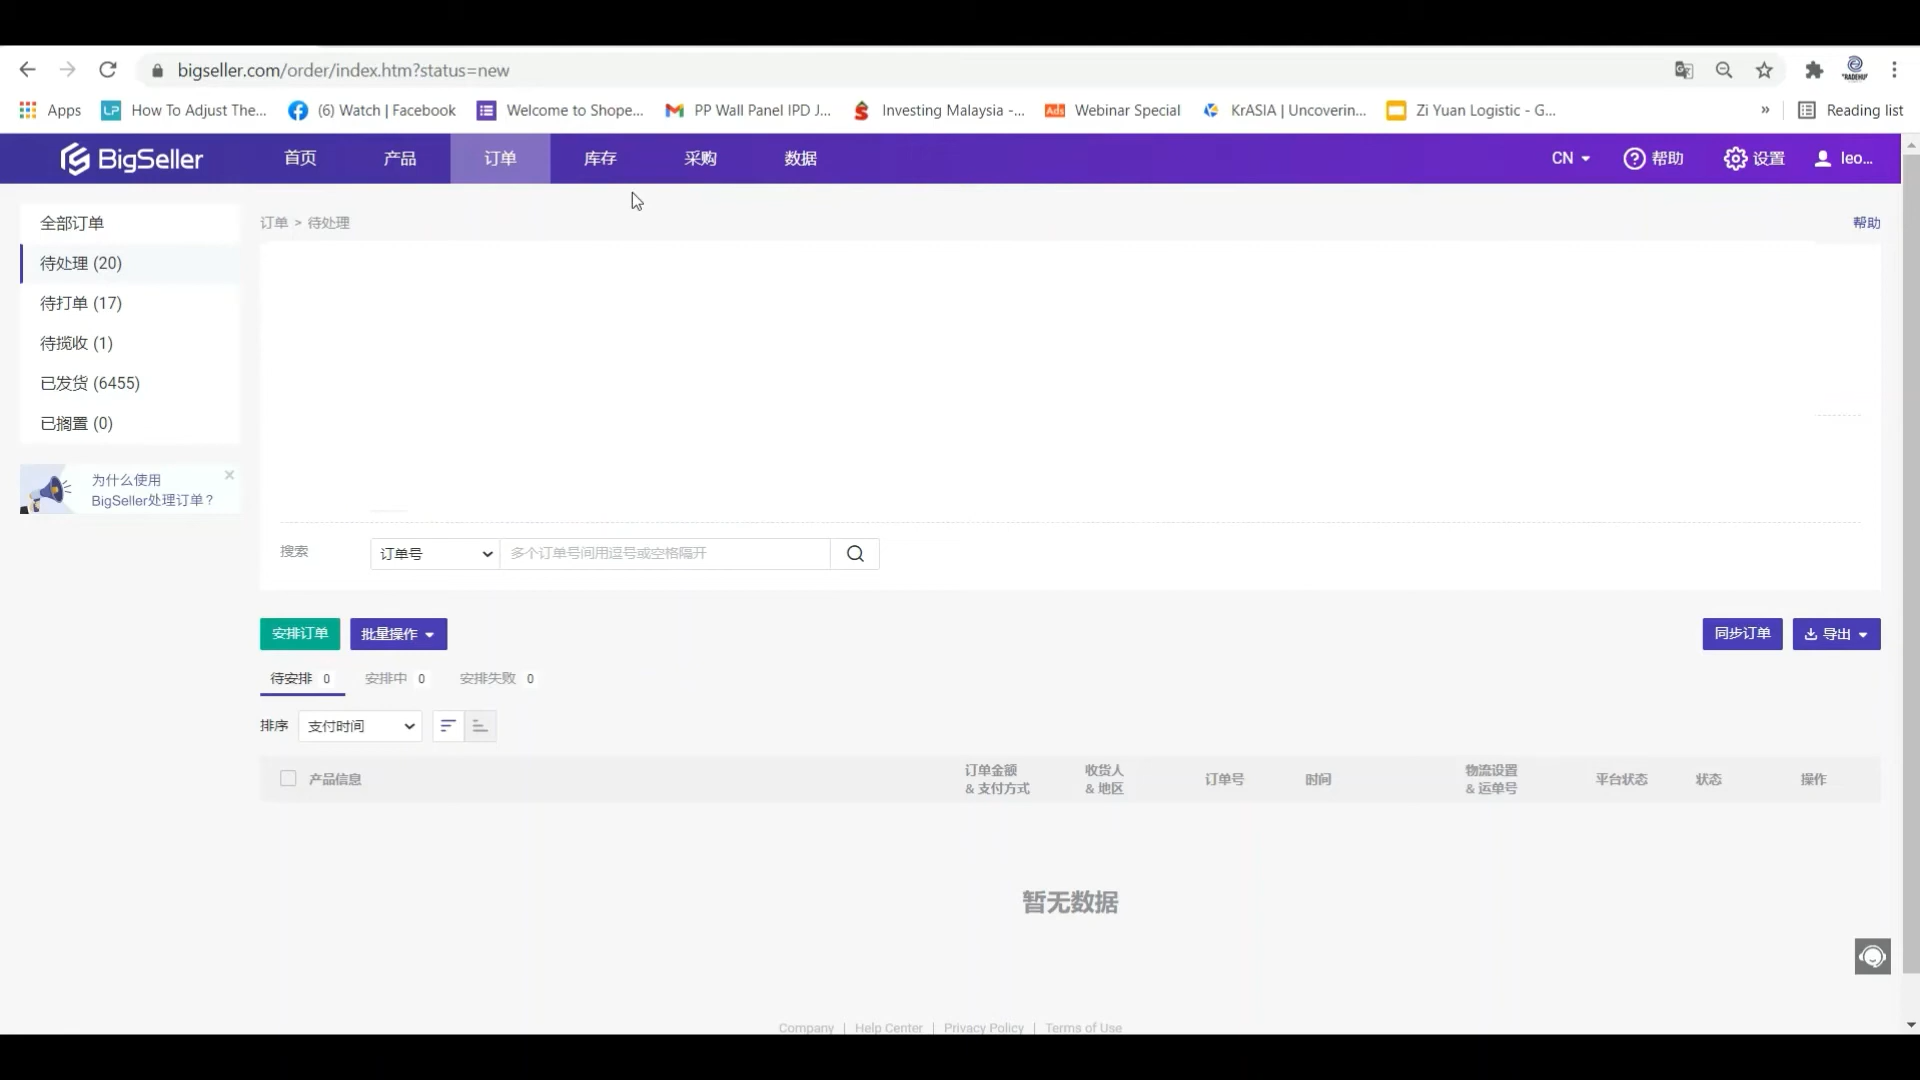 bigseller.com/order/index.htm?status=new
Apps
How To Adjust The...
(6) Watch | Facebook
Welcome to Shope...
PP Wall Panel IPD J...
Investing Malaysia -...
Ads
Webinar Special
KrASIA | Uncoverin...
Zi Yuan Logistic - G...
»
Reading list
BigSeller
首页
产品
订单
库存
采购
数据
CN
帮助
设置
leo...
全部订单
待处理 (20)
待打单 (17)
待揽收 (1)
已发货 (6455)
已搁置 (0)
为什么使用
BigSeller处理订单？
订单 > 待处理
帮助
搜索
订单号
多个订单号间用逗号或空格隔开
安排订单
批量操作
同步订单
导出
待安排 0
安排中 0
安排失败 0
排序
支付时间
产品信息
订单金额
& 支付方式
收货人
& 地区
订单号
时间
物流设置
& 运单号
平台状态
状态
操作
暂无数据
Company | Help Center | Privacy Policy | Terms of Use